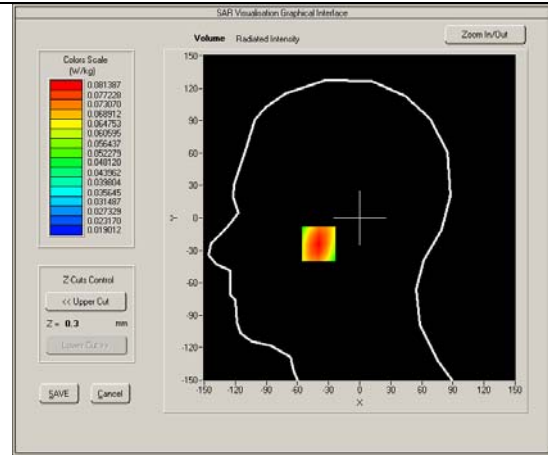 SAR Visualisation Graphical Interface
Volume Radiated Intensity
Zoom In/Out
Colors Scale
(W/kg)
0.081387
0.077228
0.073070
0.068912
0.064753
0.060595
0.056437
0.052279
0.048120
0.043962
0.039804
0.035645
0.031487
0.027329
0.023170
0.019012
Z Cuts Control
<< Upper Cut
Z = 0,3 mm
Lower Cut >>
SAVE
Cancel
150-
120-
90-
60-
30-
0-
-30-
-60-
-90-
-120-
-150-
Y
-150 -120 -90 -60 -30 0 30 60 90 120 150
X